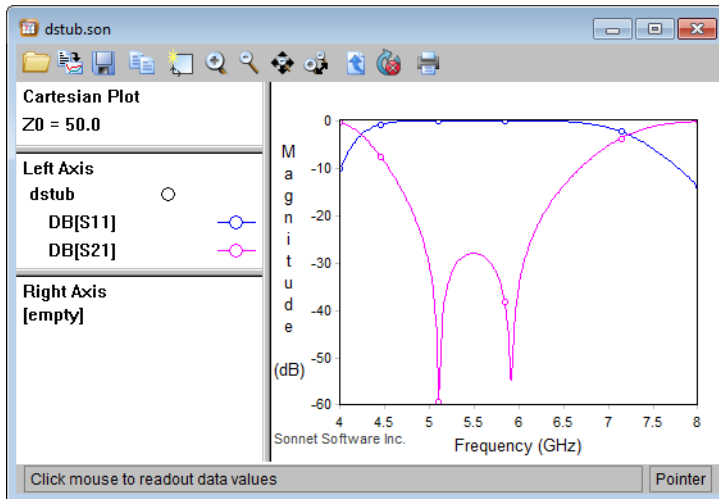 dstub.son
Cartesian Plot
Z0 = 50.0
Left Axis
dstub
DB[S11]
DB[S21]
Right Axis
[empty]
Magnitude
(dB)
0
-10
-20
-30
-40
-50
-60
4
4.5
5
5.5
6
6.5
7
7.5
8
Sonnet Software Inc.
Frequency (GHz)
Click mouse to readout data values
Pointer